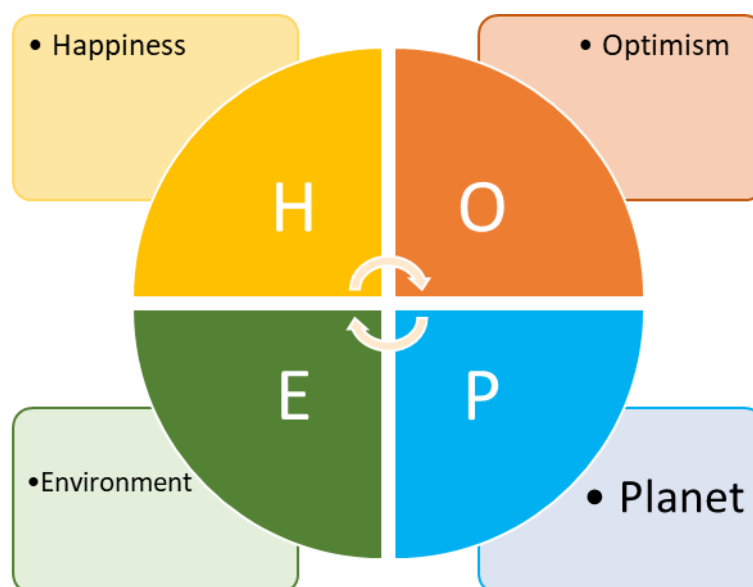 • Happiness
• Optimism
H
O
E
P
•Environment
• Planet